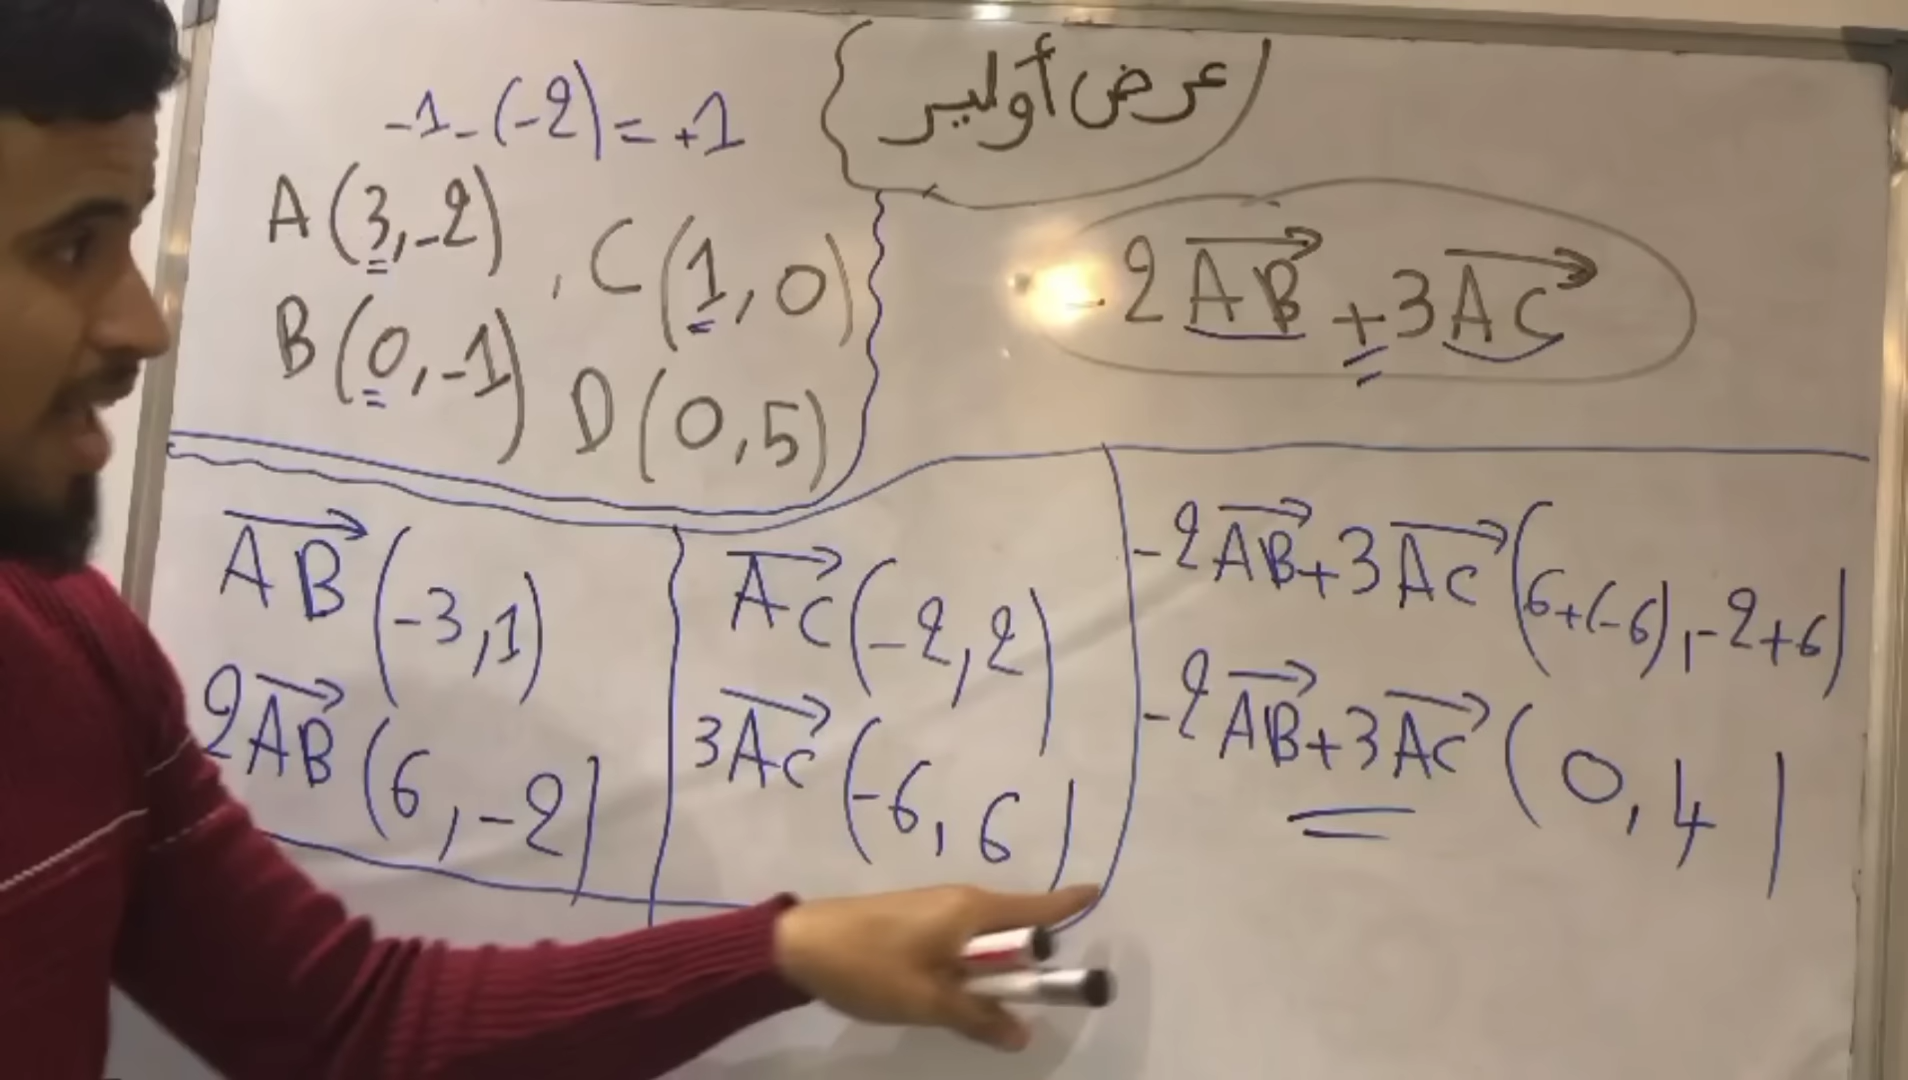 عرض أولير
-1-(-2)=+1
A(3,-2)
, C(1,0)
B(0,-1)
D(0,5)
-2AB+3AC
AB(-3,1)
2AB(6,-2)
AC(-2,2)
3AC(-6,6)
-2AB+3AC(6+(-6),-2+6)
-2AB+3AC(0,4)